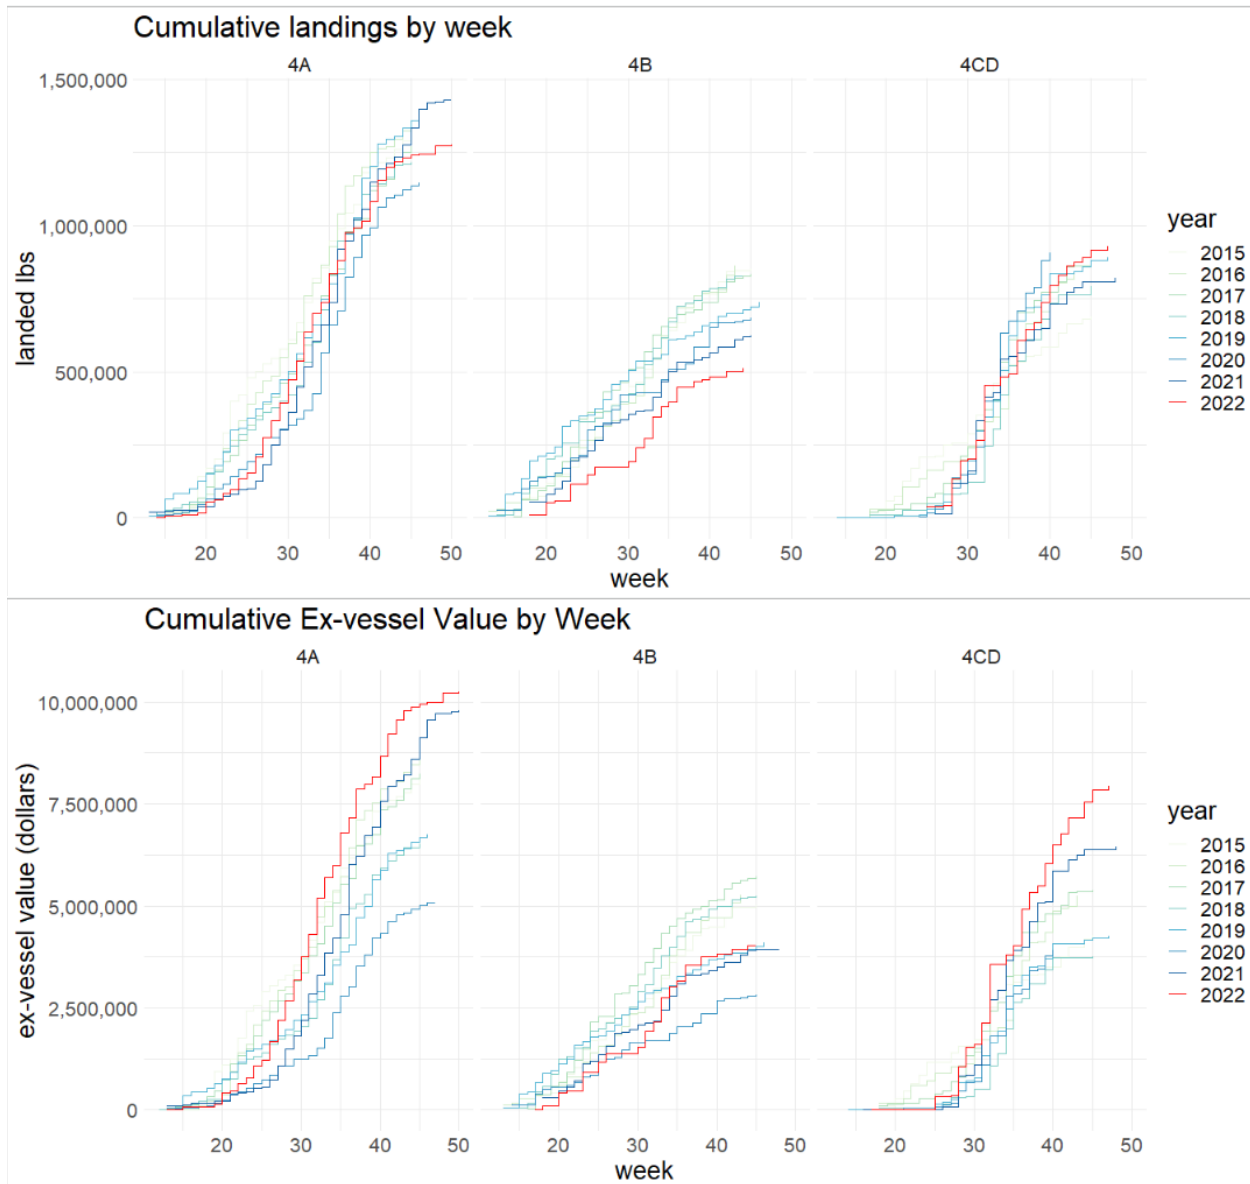 Cumulative landings by week
4A 4B 4CD
1,500,000
1,000,000
500,000
0
landed lbs
20 30 40 50 20 30 40 50 20 30 40 50
week
year
2015
2016
2017
2018
2019
2020
2021
2022
Cumulative Ex-vessel Value by Week
4A 4B 4CD
10,000,000
7,500,000
5,000,000
2,500,000
0
ex-vessel value (dollars)
20 30 40 50 20 30 40 50 20 30 40 50
week
year
2015
2016
2017
2018
2019
2020
2021
2022